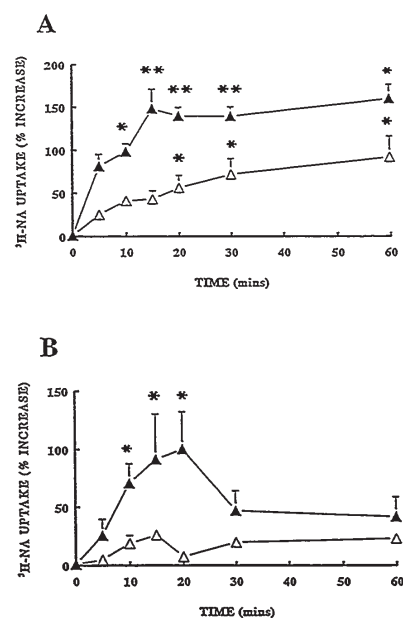 A
³H-NA UPTAKE (% INCREASE)
200
150
100
50
0
** ** ** *
* * * *
0 10 20 30 40 50 60
TIME (mins)
B
³H-NA UPTAKE (% INCREASE)
150
100
50
0
* * *
0 10 20 30 40 50 60
TIME (mins)